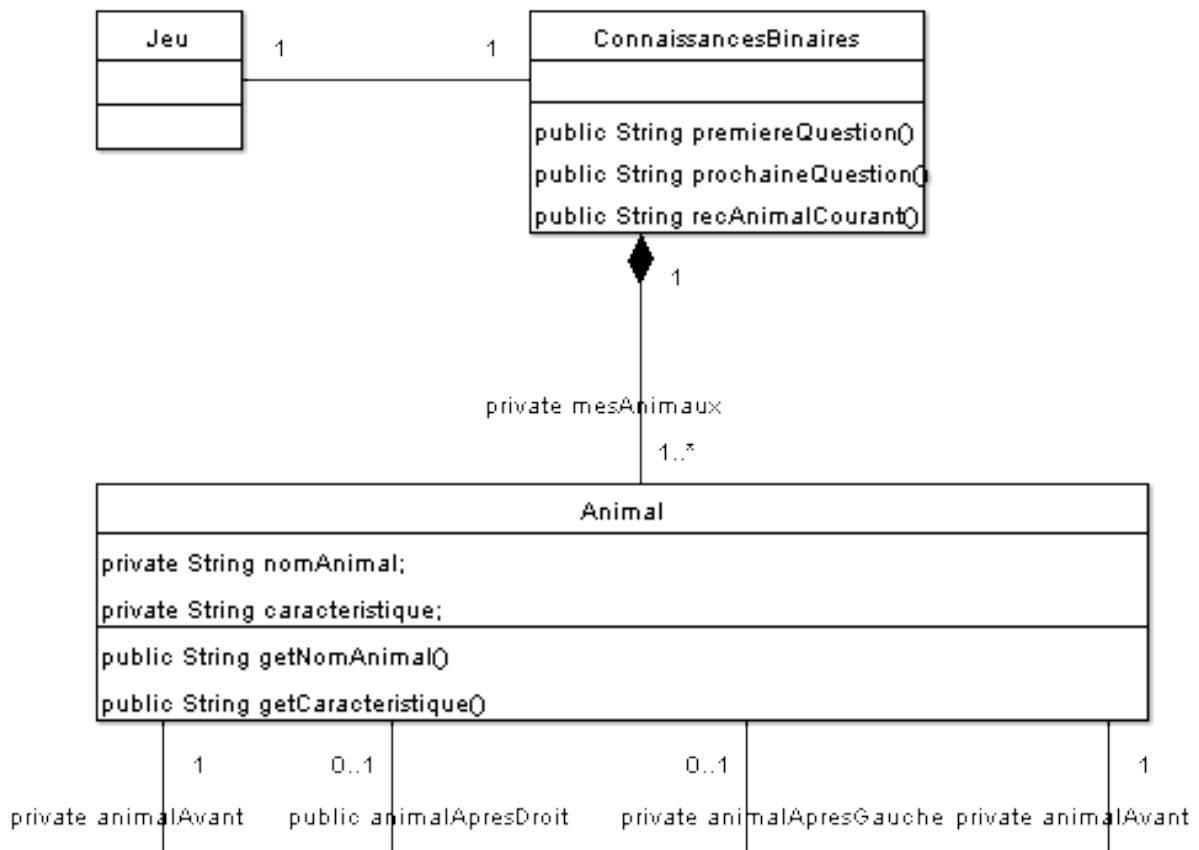 Jeu
1
1
ConnaissancesBinaires
public String premiereQuestion()
public String prochaineQuestion()
public String recAnimalCourant()
1
private mesAnimaux
1..*
Animal
private String nomAnimal;
private String caracteristique;
public String getNomAnimal()
public String getCaracteristique()
1
0..1
0..1
1
private animalAvant
public animalApresDroit
private animalApresGauche
private animalAvant